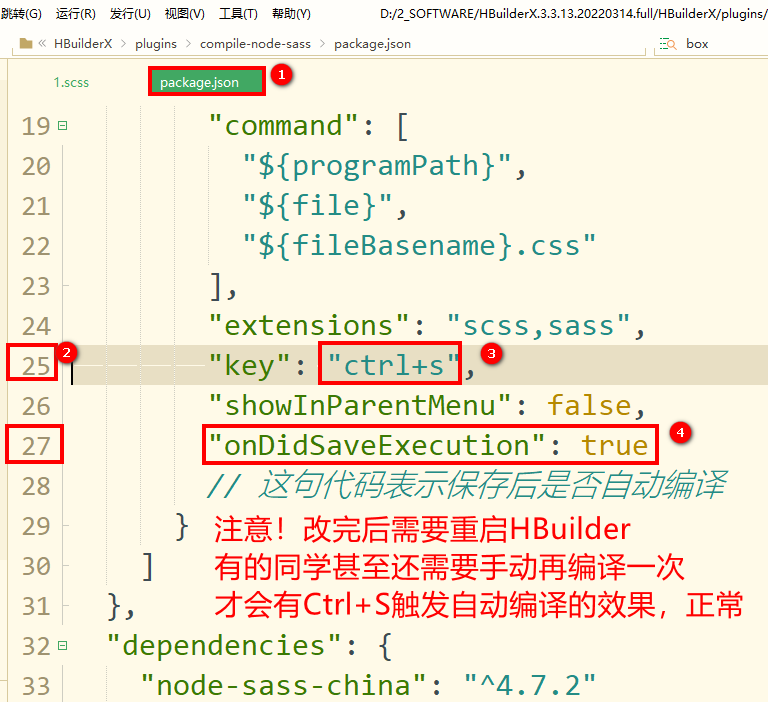 跳转(G) 运行(R) 发行(U) 视图(V) 工具(T) 帮助(Y) D:/2_SOFTWARE/HBuilderX.3.3.13.20220314.full/HBuilderX/plugins/
« HBuilderX > plugins > compile-node-sass > package.json box
1.scss package.json 1
19 "command": [
20 "${programPath}",
21 "${file}",
22 "${fileBasename}.css"
23 ],
24 "extensions": "scss,sass",
25 2 "key": "ctrl+s", 3
26 "showInParentMenu": false,
27 "onDidSaveExecution": true 4
28 // 这句代码表示保存后是否自动编译
29 } 注意！改完后需要重启HBuilder
30 ] 有的同学甚至还需要手动再编译一次
31 }, 才会有Ctrl+S触发自动编译的效果，正常
32 "dependencies": {
33 "node-sass-china": "^4.7.2"